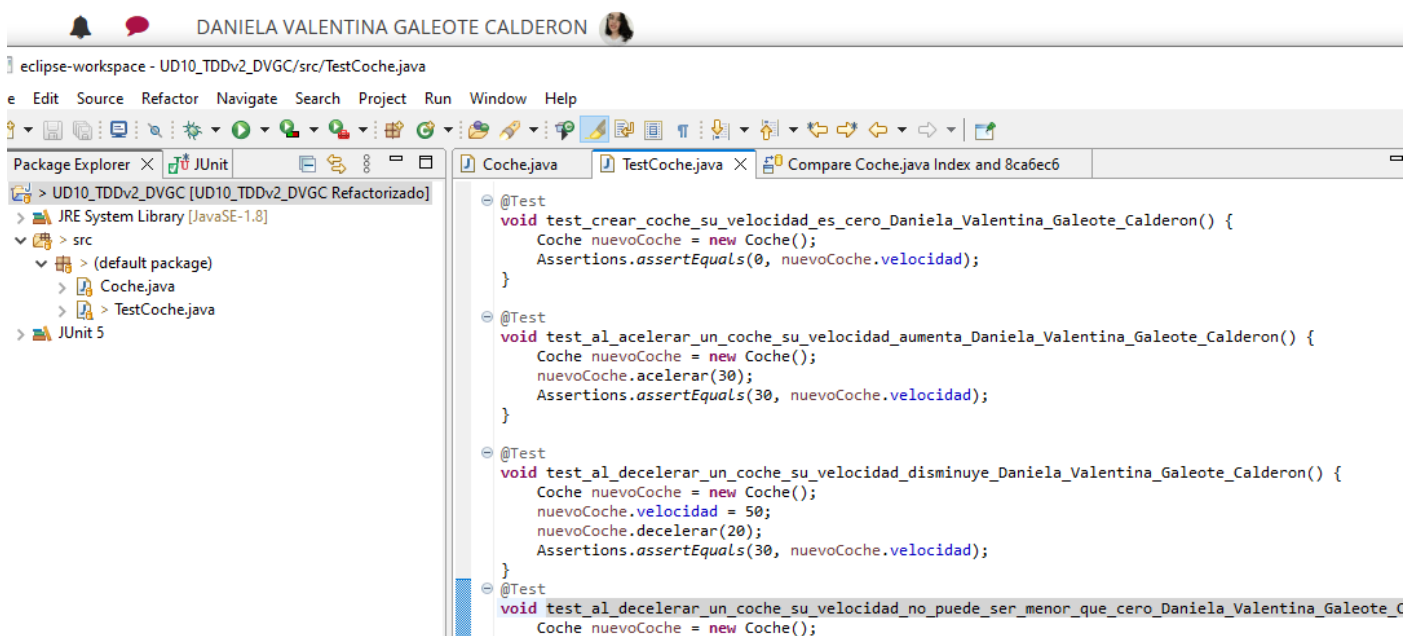 DANIELA VALENTINA GALEOTE CALDERON
eclipse-workspace - UD10_TDDv2_DVGC/src/TestCoche.java
e Edit Source Refactor Navigate Search Project Run Window Help
Package Explorer JUnit
Coche.java TestCoche.java Compare Coche.java Index and 8ca6ec6
> UD10_TDDv2_DVGC [UD10_TDDv2_DVGC Refactorizado]
JRE System Library [JavaSE-1.8]
> src
> (default package)
Coche.java
> TestCoche.java
JUnit 5
@Test
void test_crear_coche_su_velocidad_es_cero_Daniela_Valentina_Galeote_Calderon() {
Coche nuevoCoche = new Coche();
Assertions.assertEquals(0, nuevoCoche.velocidad);
}
@Test
void test_al_acelerar_un_coche_su_velocidad_aumenta_Daniela_Valentina_Galeote_Calderon() {
Coche nuevoCoche = new Coche();
nuevoCoche.acelerar(30);
Assertions.assertEquals(30, nuevoCoche.velocidad);
}
@Test
void test_al_decelerar_un_coche_su_velocidad_disminuye_Daniela_Valentina_Galeote_Calderon() {
Coche nuevoCoche = new Coche();
nuevoCoche.velocidad = 50;
nuevoCoche.decelerar(20);
Assertions.assertEquals(30, nuevoCoche.velocidad);
}
@Test
void test_al_decelerar_un_coche_su_velocidad_no_puede_ser_menor_que_cero_Daniela_Valentina_Galeote_C
Coche nuevoCoche = new Coche();